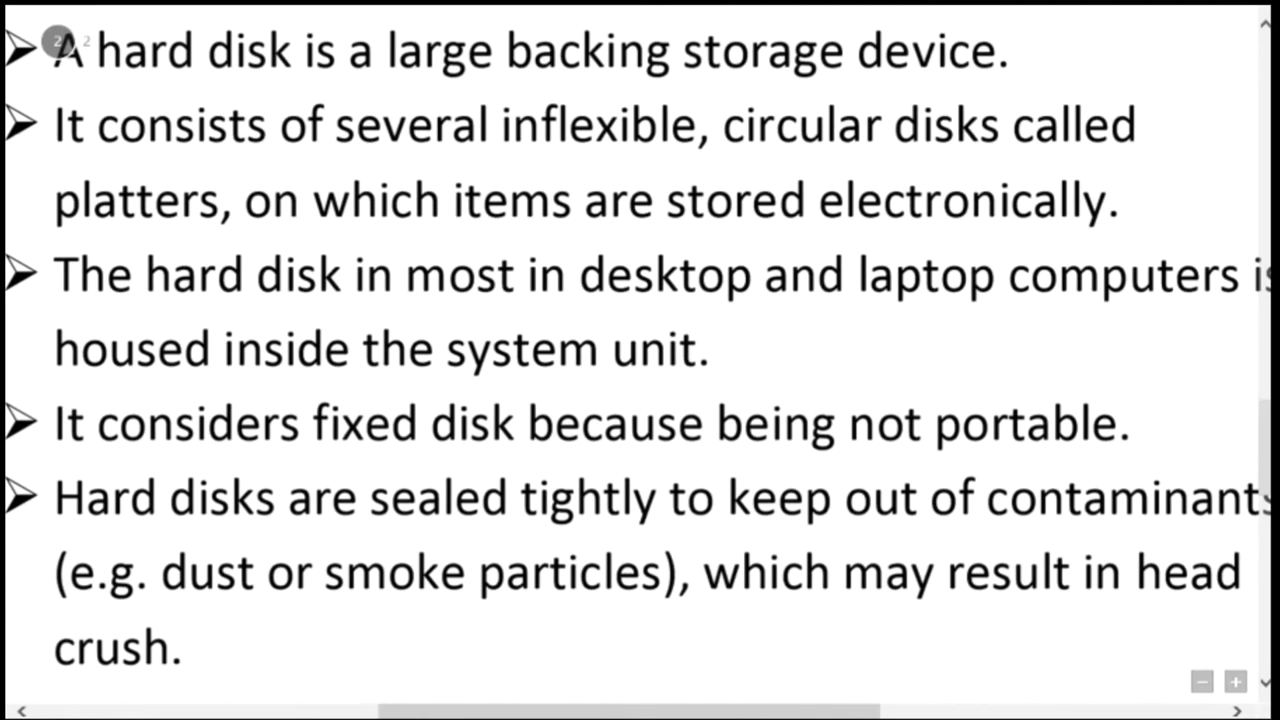 ➢ A hard disk is a large backing storage device.
➢ It consists of several inflexible, circular disks called
platters, on which items are stored electronically.
➢ The hard disk in most in desktop and laptop computers is
housed inside the system unit.
➢ It considers fixed disk because being not portable.
➢ Hard disks are sealed tightly to keep out of contaminants
(e.g. dust or smoke particles), which may result in head
crush.